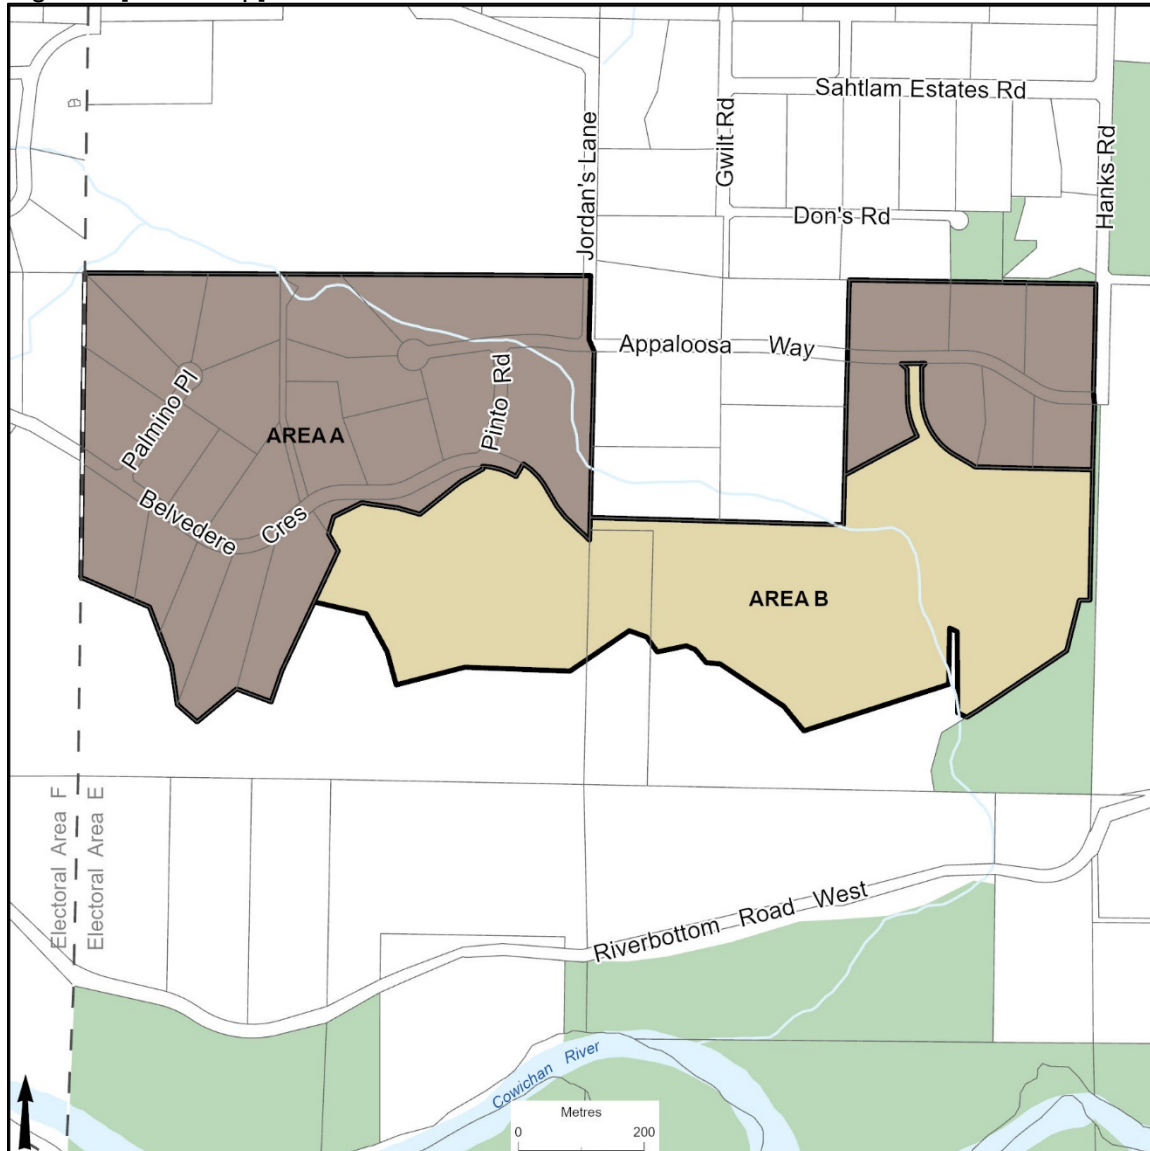 Sahtlam Estates Rd
Gwilt Rd
Hanks Rd
Jordan's Lane
Don's Rd
Appaloosa Way
Palmino Pl
Pinto Rd
AREA A
Belvedere Cres
AREA B
Electoral Area F
Electoral Area E
Riverbottom Road West
Cowichan River
Metres
0 200